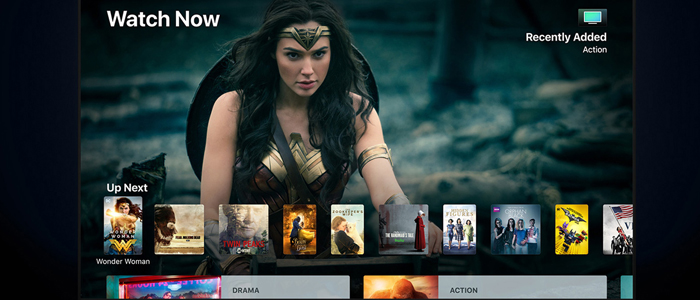 Watch Now
Recently Added
Action
Up Next
WONDER
WOMAN
THE HANDMAID'S TALE
FIGURES
Wonder Woman
DRAMA
ACTION